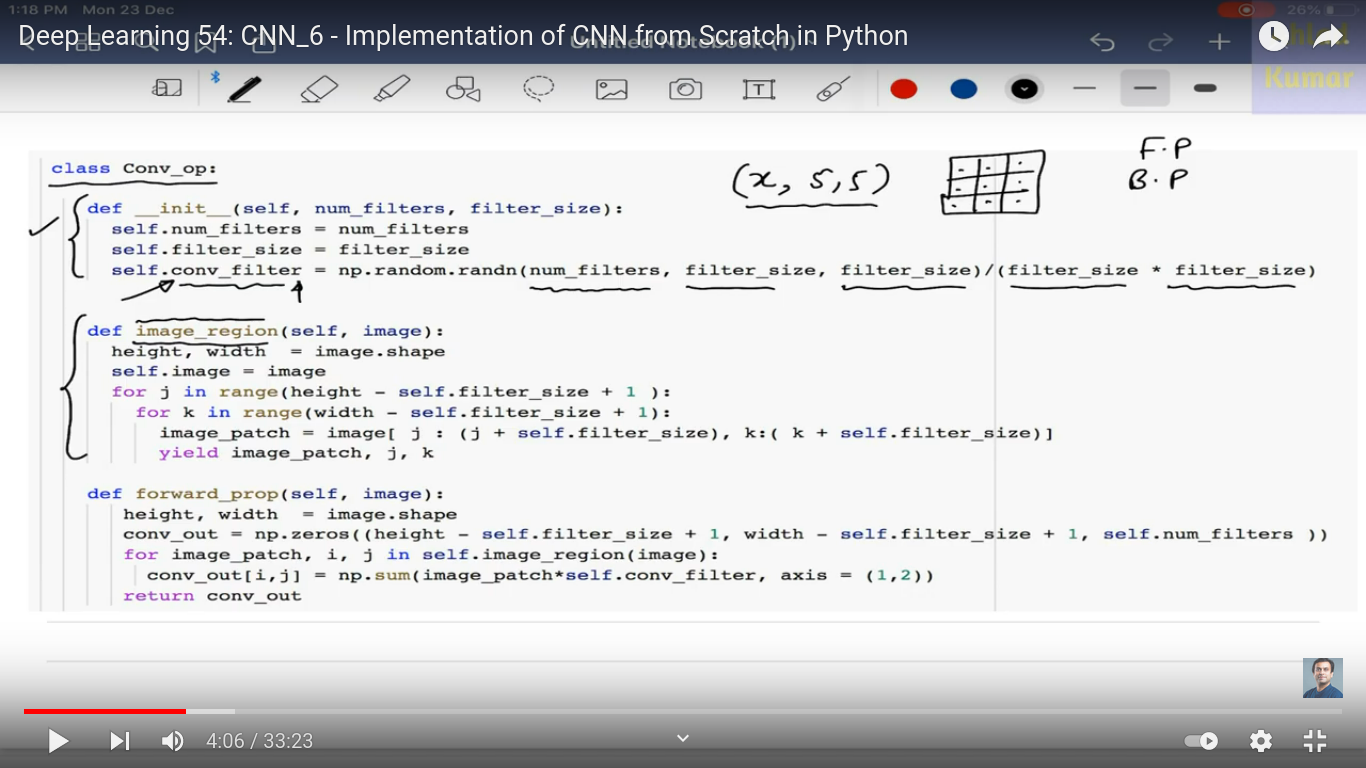 1:18 PM Mon 23 Dec
26%
Deep Learning 54: CNN_6 - Implementation of CNN from Scratch in Python
Kumar
T
class Conv_op:
(x, 5,5)
F.P
B.P
def __init__(self, num_filters, filter_size):
self.num_filters = num_filters
self.filter_size = filter_size
self.conv_filter = np.random.randn(num_filters, filter_size, filter_size)/(filter_size * filter_size)
def image_region(self, image):
height, width  = image.shape
self.image = image
for j in range(height - self.filter_size + 1 ):
for k in range(width - self.filter_size + 1):
image_patch = image[ j : (j + self.filter_size), k:( k + self.filter_size)]
yield image_patch, j, k
def forward_prop(self, image):
height, width  = image.shape
conv_out = np.zeros((height - self.filter_size + 1, width - self.filter_size + 1, self.num_filters ))
for image_patch, i, j in self.image_region(image):
conv_out[i,j] = np.sum(image_patch*self.conv_filter, axis = (1,2))
return conv_out
4:06 / 33:23